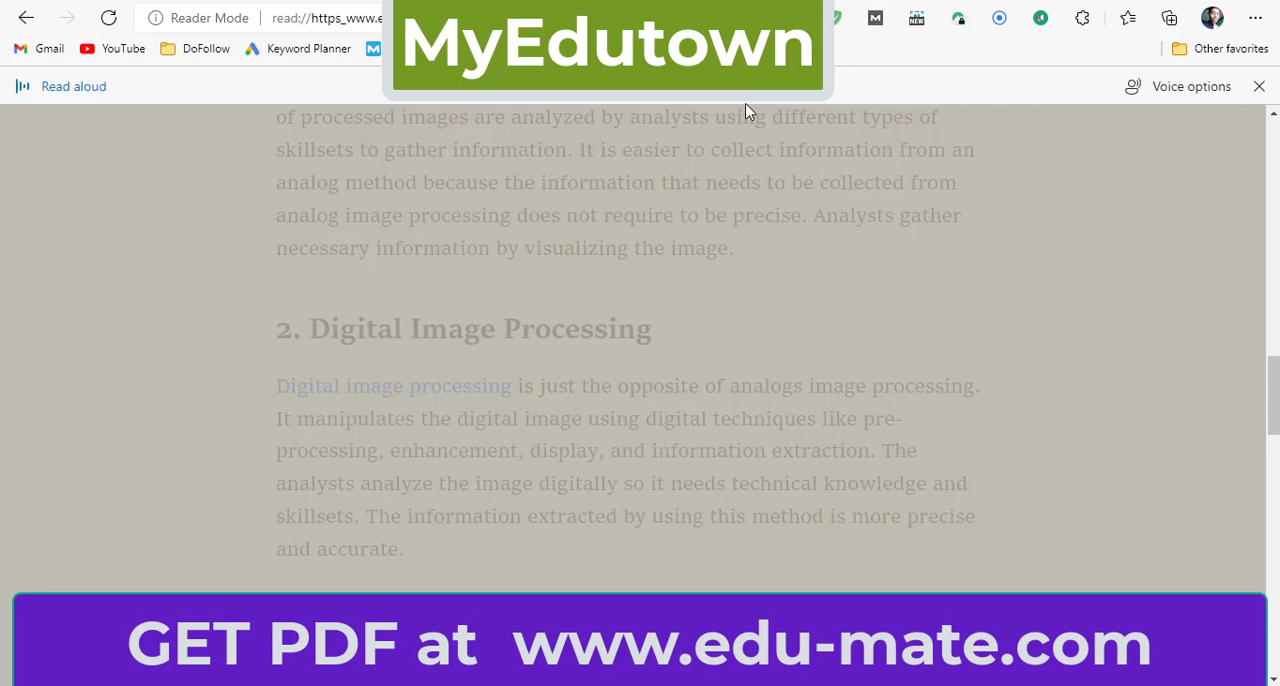 Reader Mode
read://https_www.e
MyEdutown
NEW
Gmail
YouTube
DoFollow
Keyword Planner
Other favorites
Read aloud
Voice options
of processed images are analyzed by analysts using different types of
skillsets to gather information. It is easier to collect information from an
analog method because the information that needs to be collected from
analog image processing does not require to be precise. Analysts gather
necessary information by visualizing the image.
2. Digital Image Processing
Digital image processing is just the opposite of analogs image processing.
It manipulates the digital image using digital techniques like pre-
processing, enhancement, display, and information extraction. The
analysts analyze the image digitally so it needs technical knowledge and
skillsets. The information extracted by using this method is more precise
and accurate.
GET PDF at www.edu-mate.com